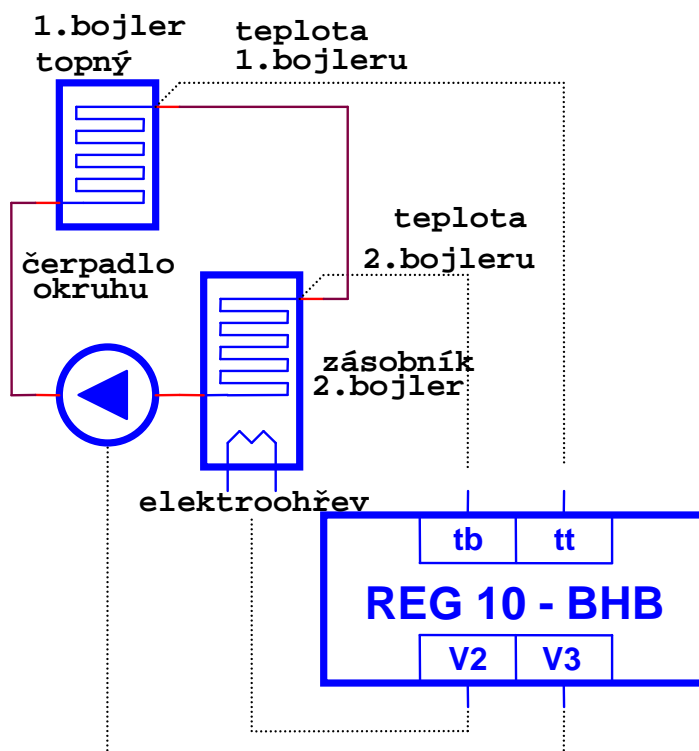 1.bojler
topný
teplota
1.bojleru
teplota
2.bojleru
čerpadlo
okruhu
zásobník
2.bojler
elektroohřev
tb
tt
REG 10 - BHB
V2
V3